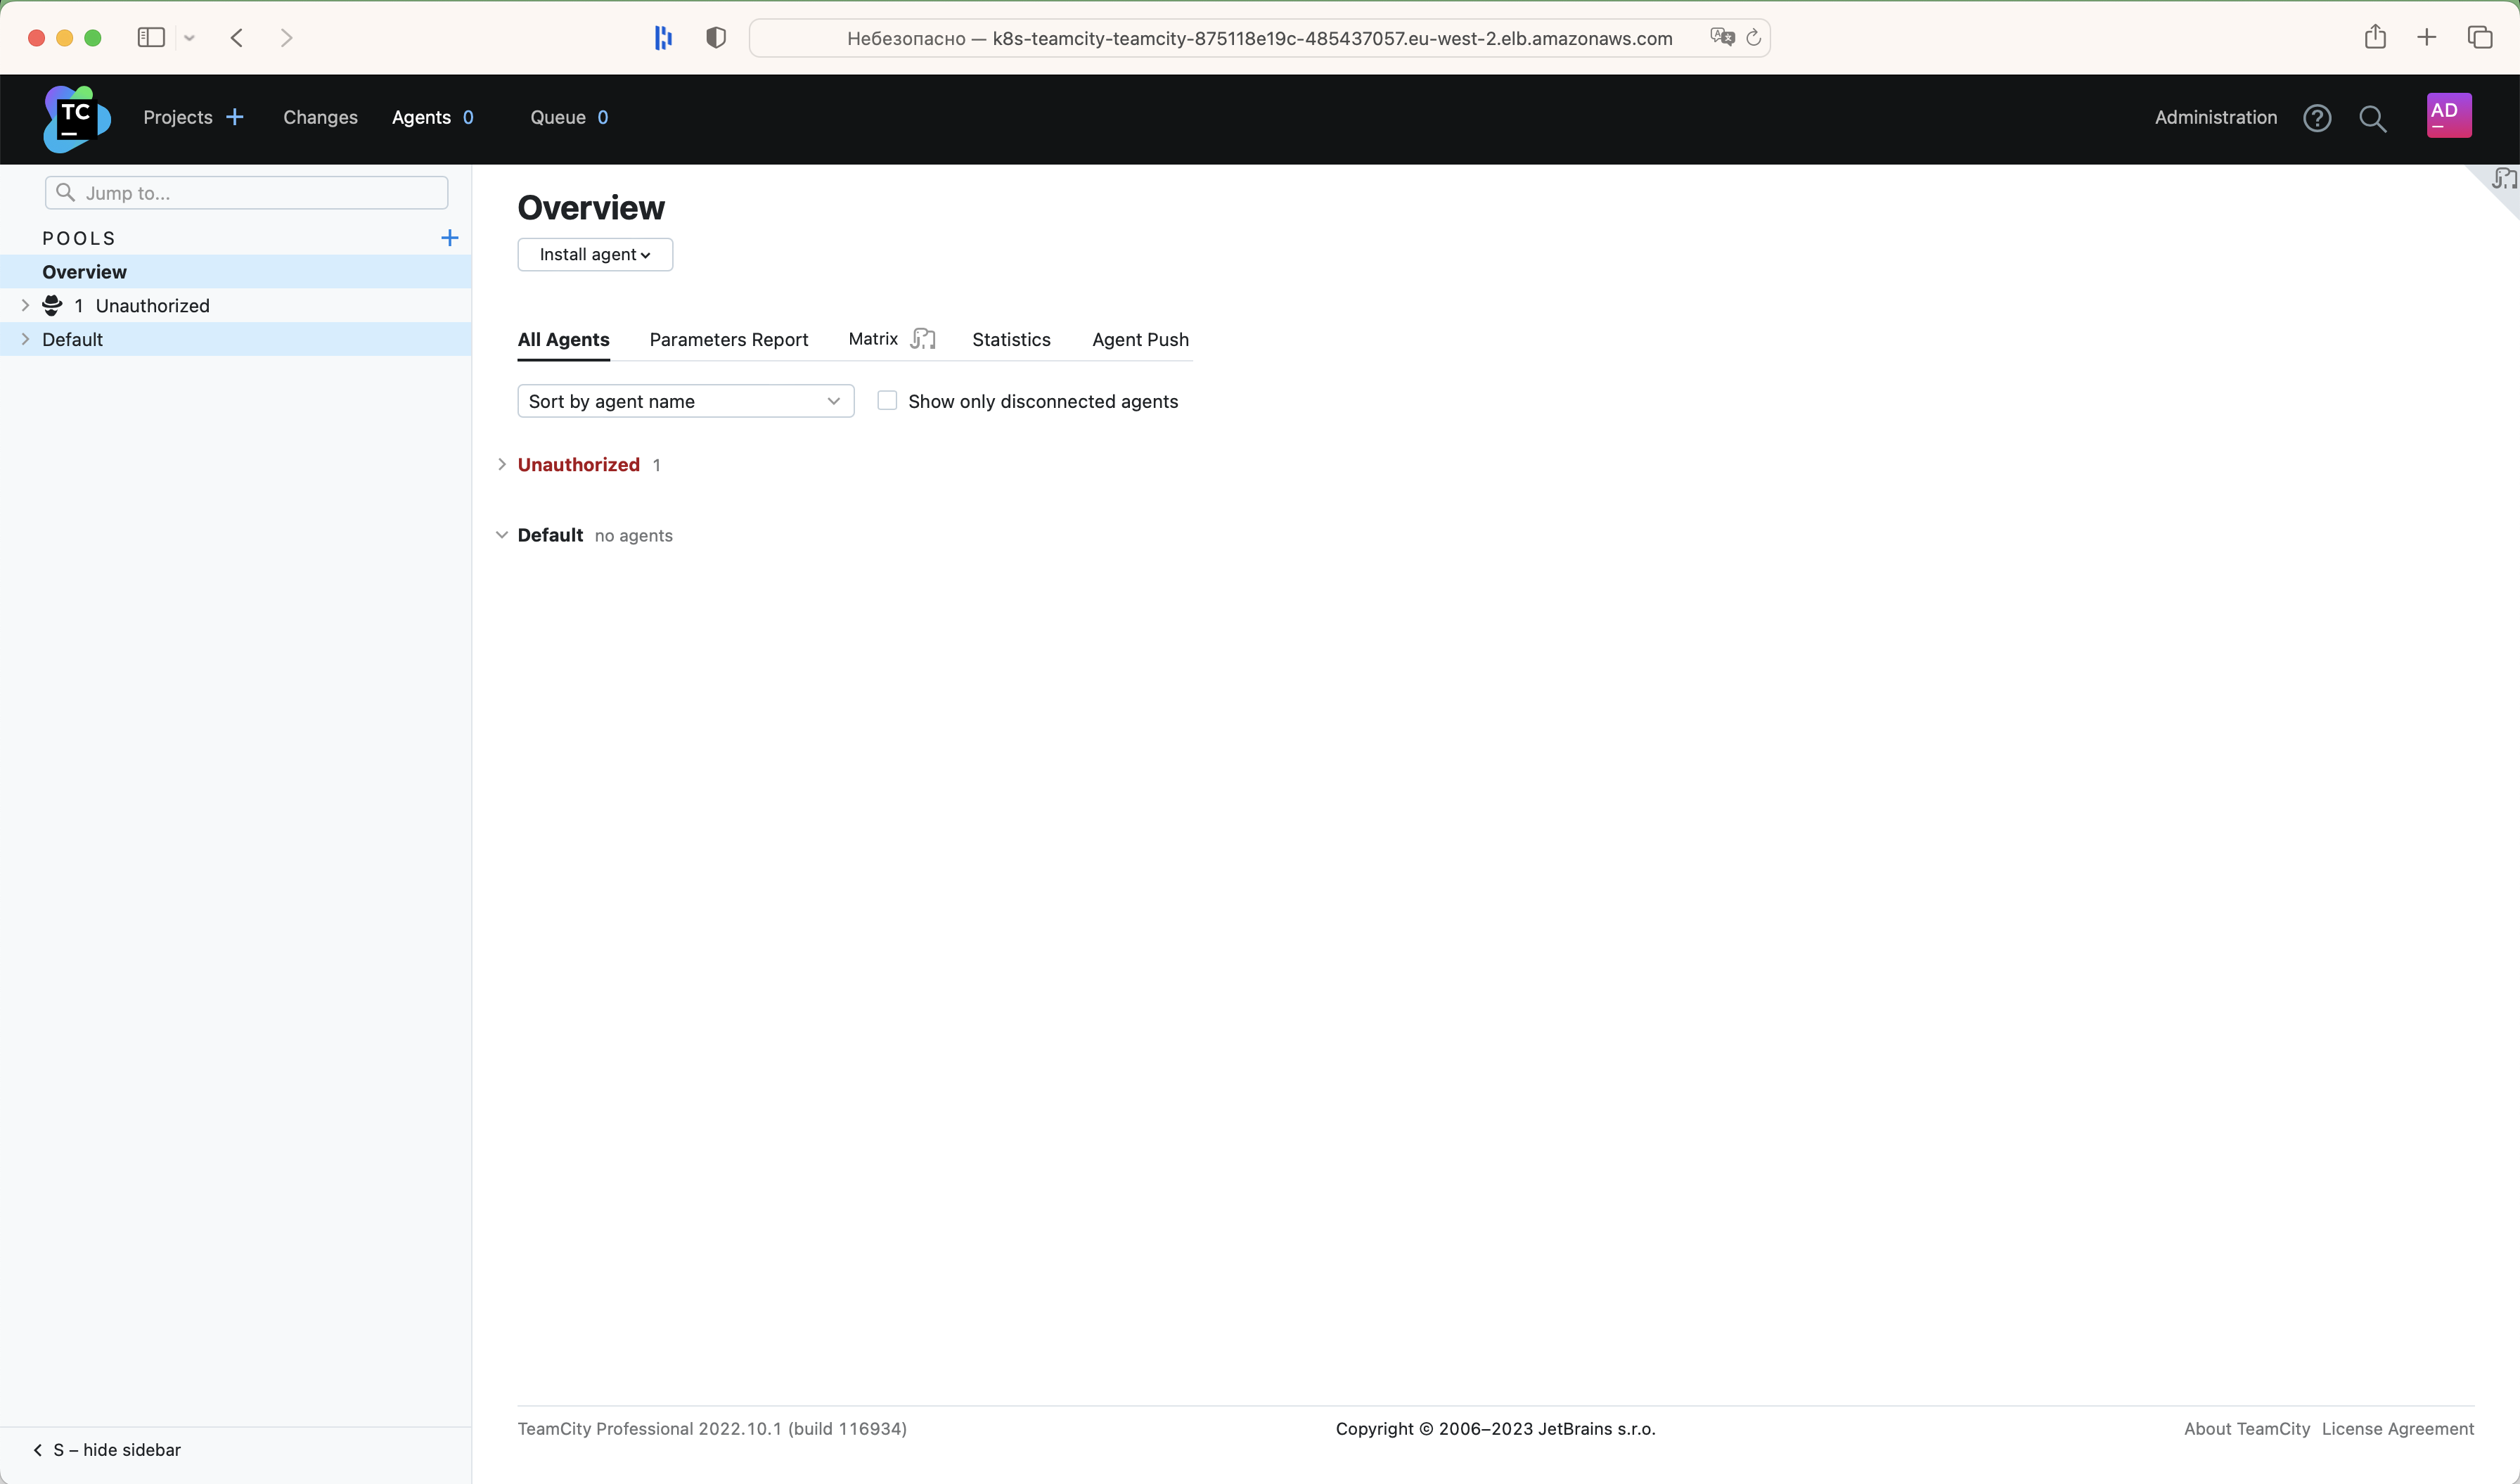 Небезопасно — k8s-teamcity-teamcity-875118e19c-485437057.eu-west-2.elb.amazonaws.com
TC
Projects
Changes
Agents 0
Queue 0
Administration
AD
Jump to...
POOLS
Overview
1 Unauthorized
Default
Overview
Install agent
All Agents
Parameters Report
Matrix
Statistics
Agent Push
Sort by agent name
Show only disconnected agents
Unauthorized 1
Default no agents
S – hide sidebar
TeamCity Professional 2022.10.1 (build 116934)
Copyright © 2006–2023 JetBrains s.r.o.
About TeamCity
License Agreement